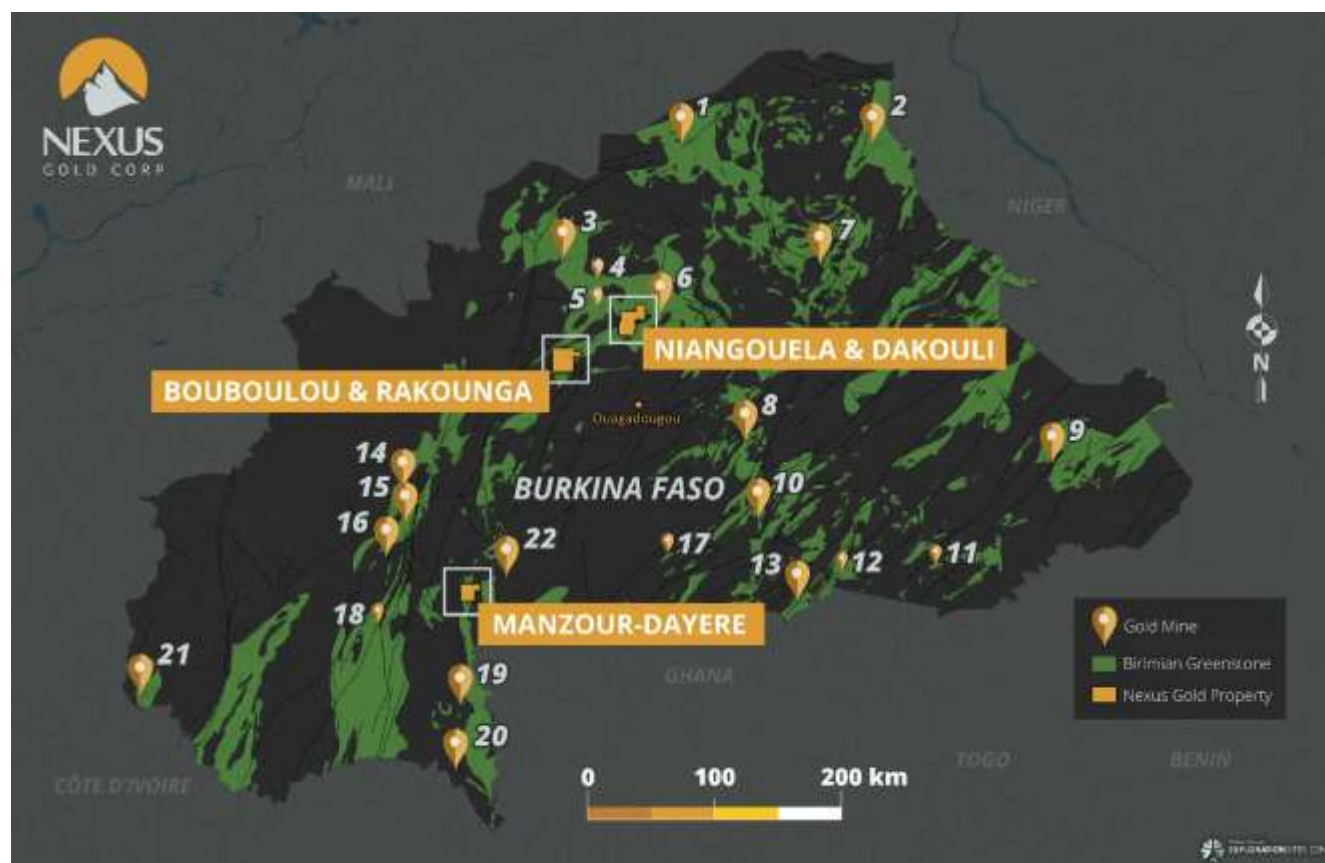 NEXUS
GOLD CORP
MALI
NIGER
1
2
3
4
5
6
7
NIANGOUELA & DAKOULI
BOUBOULOU & RAKOUNGA
Ouagadougou
8
9
N
14
15
16
BURKINA FASO
10
22
17
13
12
11
18
MANZOUR-DAYERE
21
19
20
GHANA
Gold Mine
Birimian Greenstone
Nexus Gold Property
CÔTE D'IVOIRE
TOGO
BENIN
0
100
200 km